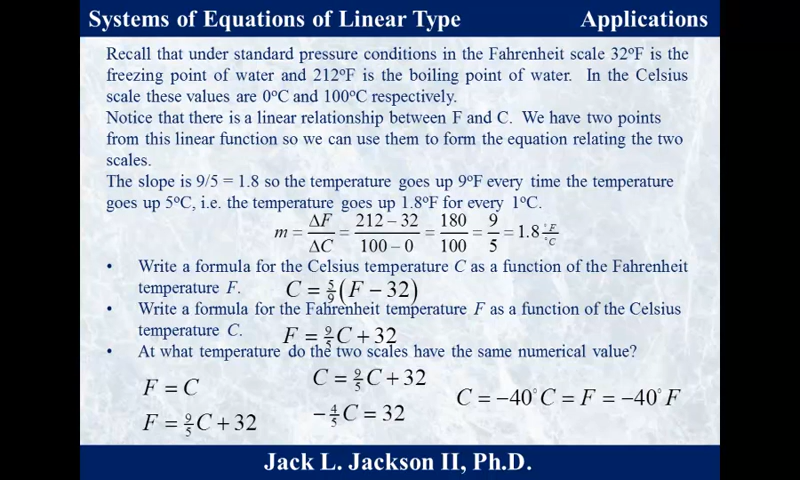 Systems of Equations of Linear Type Applications
Recall that under standard pressure conditions in the Fahrenheit scale 32°F is the
freezing point of water and 212°F is the boiling point of water. In the Celsius
scale these values are 0°C and 100°C respectively.
Notice that there is a linear relationship between F and C. We have two points
from this linear function so we can use them to form the equation relating the two
scales.
The slope is 9/5 = 1.8 so the temperature goes up 9°F every time the temperature
goes up 5°C, i.e. the temperature goes up 1.8°F for every 1°C.
m = ΔF/ΔC = (212 − 32)/(100 − 0) = 180/100 = 9/5 = 1.8 °F/°C
• Write a formula for the Celsius temperature C as a function of the Fahrenheit
temperature F. C = 5/9 (F − 32)
• Write a formula for the Fahrenheit temperature F as a function of the Celsius
temperature C. F = 9/5 C + 32
• At what temperature do the two scales have the same numerical value?
F = C
F = 9/5 C + 32
C = 9/5 C + 32
−4/5 C = 32
C = −40°C = F = −40°F
Jack L. Jackson II, Ph.D.